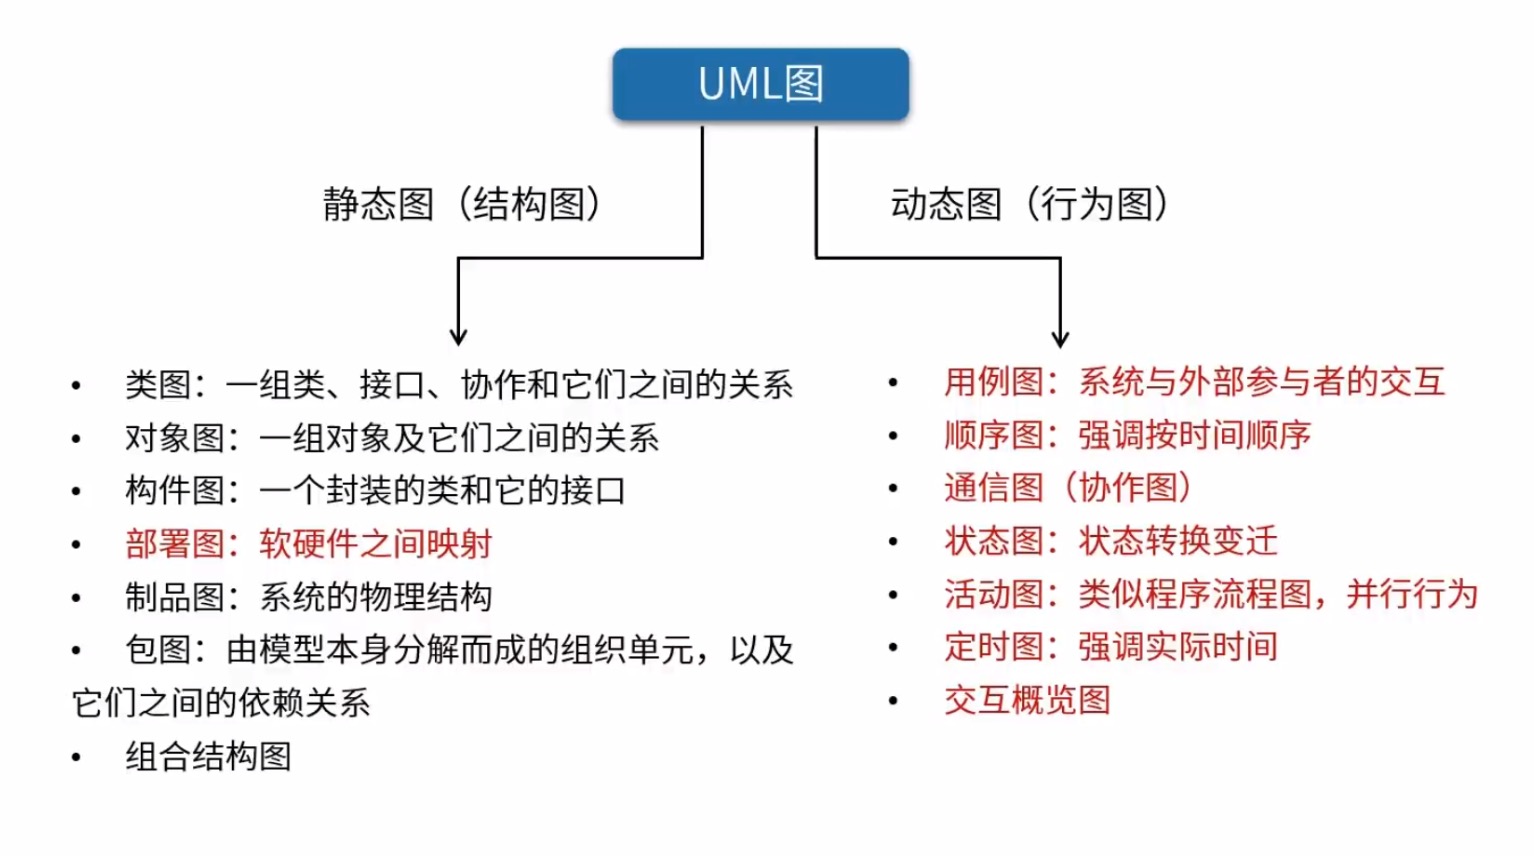 UML图
静态图（结构图）
动态图（行为图）
• 类图：一组类、接口、协作和它们之间的关系
• 对象图：一组对象及它们之间的关系
• 构件图：一个封装的类和它的接口
• 部署图：软硬件之间映射
• 制品图：系统的物理结构
• 包图：由模型本身分解而成的组织单元，以及
它们之间的依赖关系
• 组合结构图
• 用例图：系统与外部参与者的交互
• 顺序图：强调按时间顺序
• 通信图（协作图）
• 状态图：状态转换变迁
• 活动图：类似程序流程图，并行行为
• 定时图：强调实际时间
• 交互概览图